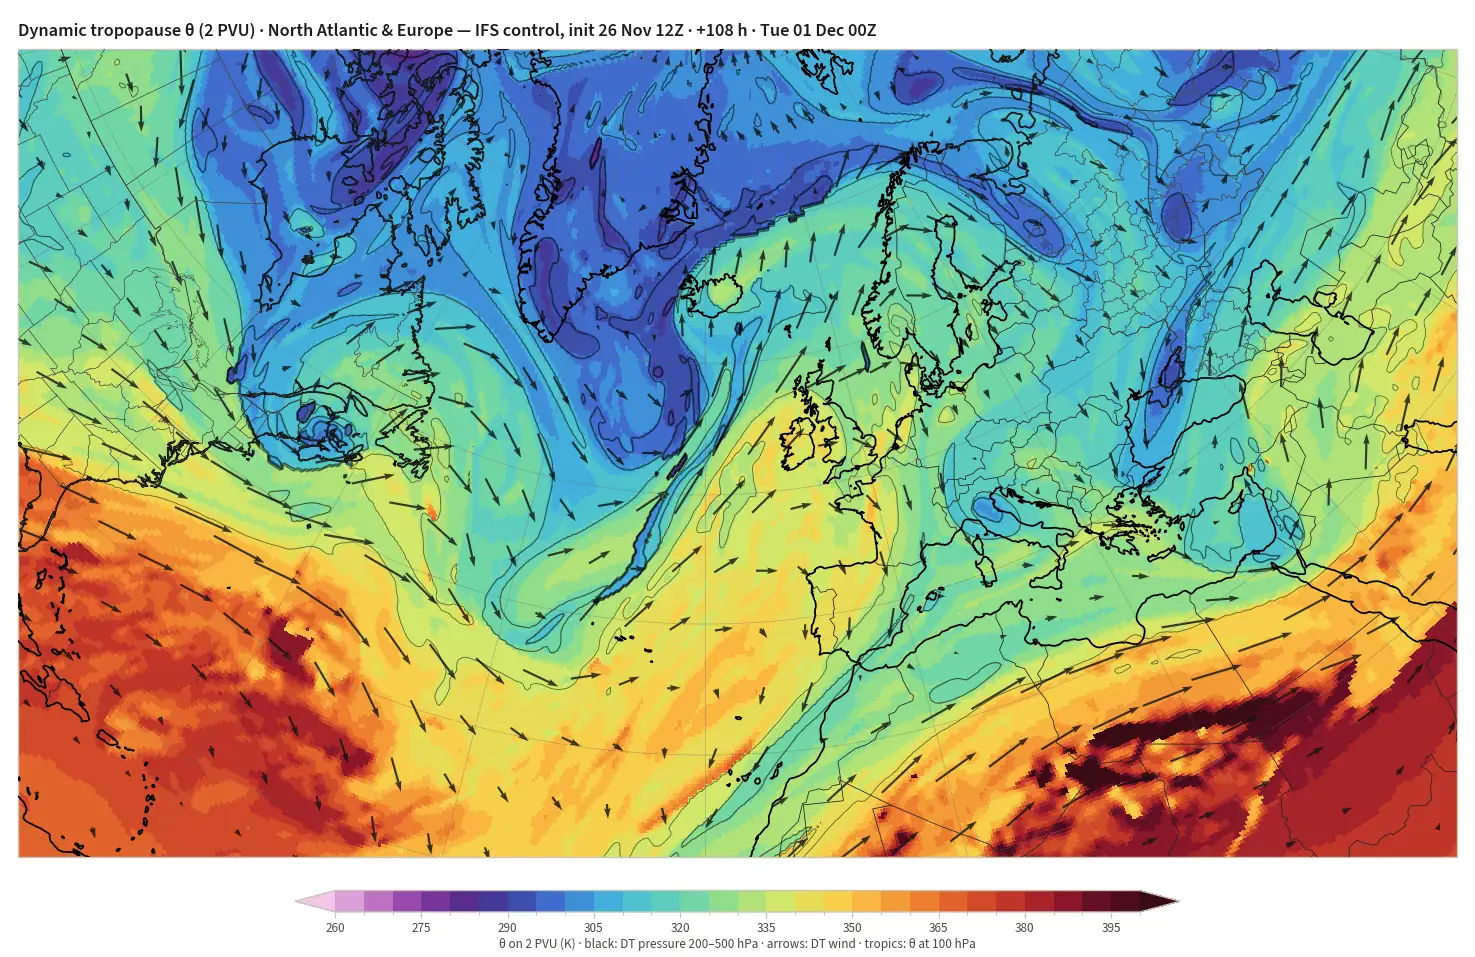 Dynamic tropopause θ (2 PVU) · North Atlantic & Europe — IFS control, init 26 Nov 12Z · +108 h · Tue 01 Dec 00Z
260 275 290 305 320 335 350 365 380 395
θ on 2 PVU (K) · black: DT pressure 200–500 hPa · arrows: DT wind · tropics: θ at 100 hPa